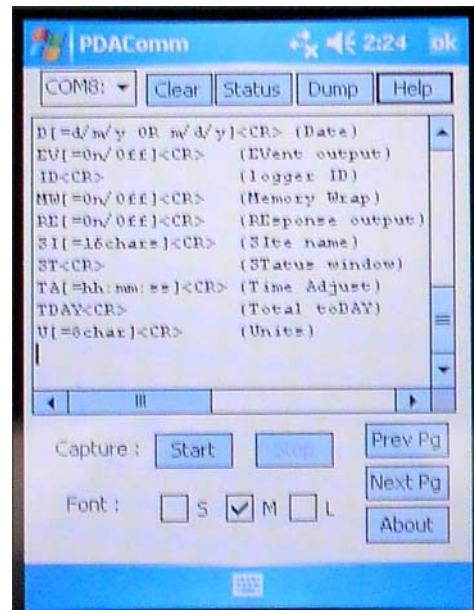 PDAComm 2:24 ok
COM8: Clear Status Dump Help
D[=d/m/y OR m/d/y]<CR> (Date)
EV[=On/Off]<CR> (EVent output)
ID<CR> (logger ID)
MW[=On/Off]<CR> (Memory Wrap)
RE[=On/Off]<CR> (REsponse output)
SI[=16chars]<CR> (SIte name)
ST<CR> (STatus window)
TA[=hh:mm:ss]<CR> (Time Adjust)
TDAY<CR> (Total toDAY)
U[=8char]<CR> (Units)
Capture : Start Stop Prev Pg
Next Pg
Font : S M L
About